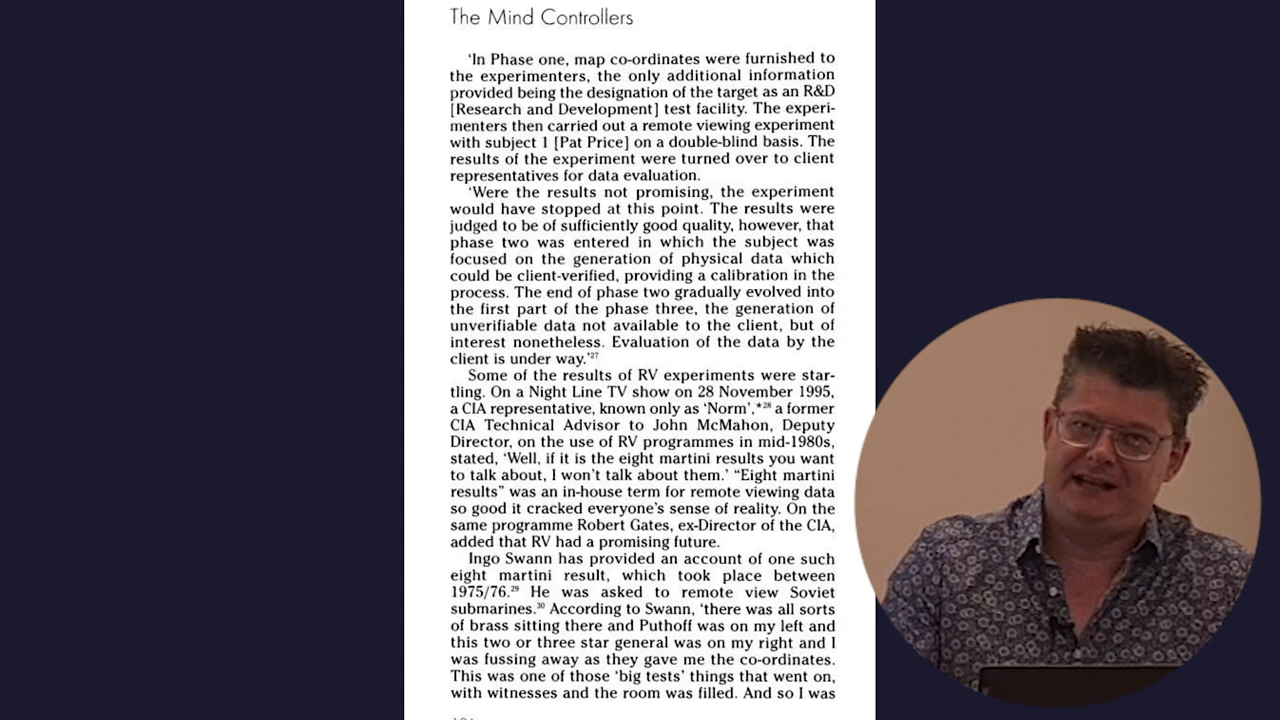 The Mind Controllers
'In Phase one, map co-ordinates were furnished to
the experimenters, the only additional information
provided being the designation of the target as an R&D
[Research and Development] test facility. The experi-
menters then carried out a remote viewing experiment
with subject 1 [Pat Price] on a double-blind basis. The
results of the experiment were turned over to client
representatives for data evaluation.
'Were the results not promising, the experiment
would have stopped at this point. The results were
judged to be of sufficiently good quality, however, that
phase two was entered in which the subject was
focused on the generation of physical data which
could be client-verified, providing a calibration in the
process. The end of phase two gradually evolved into
the first part of the phase three, the generation of
unverifiable data not available to the client, but of
interest nonetheless. Evaluation of the data by the
client is under way.'27
Some of the results of RV experiments were star-
tling. On a Night Line TV show on 28 November 1995,
a CIA representative, known only as 'Norm',*28 a former
CIA Technical Advisor to John McMahon, Deputy
Director, on the use of RV programmes in mid-1980s,
stated, 'Well, if it is the eight martini results you want
to talk about, I won't talk about them.' "Eight martini
results" was an in-house term for remote viewing data
so good it cracked everyone's sense of reality. On the
same programme Robert Gates, ex-Director of the CIA,
added that RV had a promising future.
Ingo Swann has provided an account of one such
eight martini result, which took place between
1975/76.29 He was asked to remote view Soviet
submarines.30 According to Swann, 'there was all sorts
of brass sitting there and Puthoff was on my left and
this two or three star general was on my right and I
was fussing away as they gave me the co-ordinates.
This was one of those 'big tests' things that went on,
with witnesses and the room was filled. And so I was